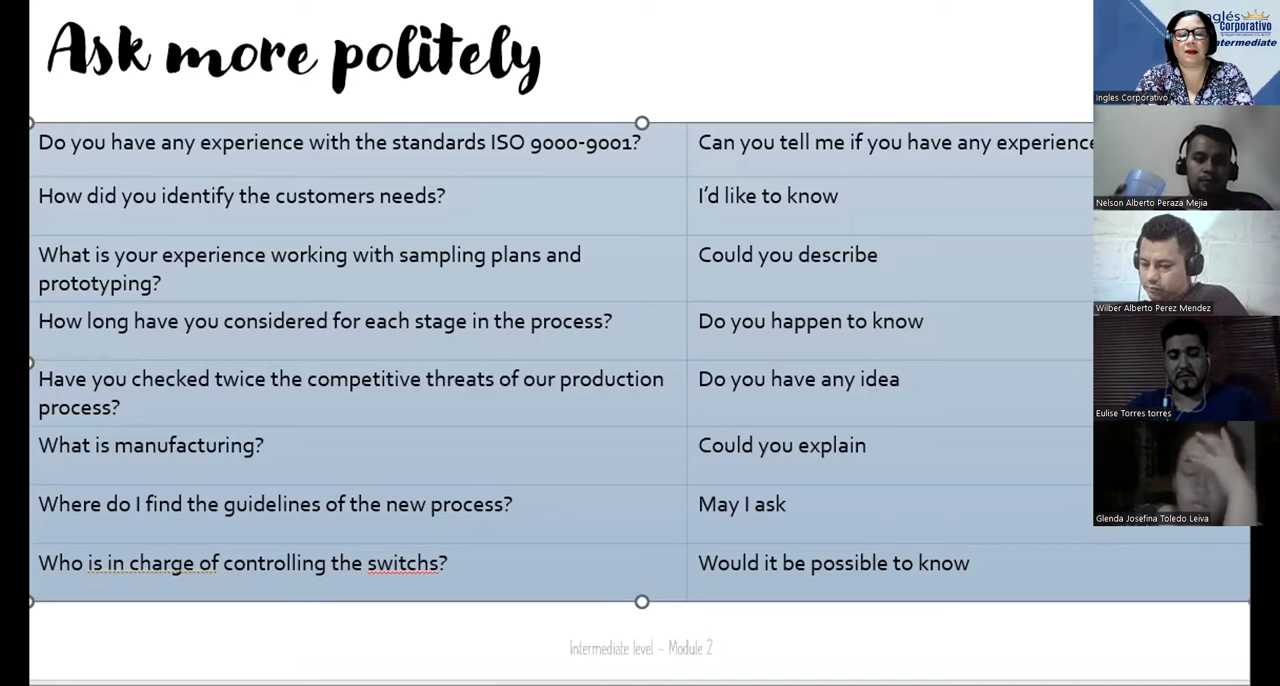 Ask more politely
Do you have any experience with the standards ISO 9000-9001?
Can you tell me if you have any experience
How did you identify the customers needs?
I'd like to know
What is your experience working with sampling plans and
prototyping?
Could you describe
How long have you considered for each stage in the process?
Do you happen to know
Have you checked twice the competitive threats of our production
process?
Do you have any idea
What is manufacturing?
Could you explain
Where do I find the guidelines of the new process?
May I ask
Who is in charge of controlling the switchs?
Would it be possible to know
Intermediate level – Module 2
Inglés
Corporativo
Intermediate
Ingles Corporativo
Nelson Alberto Peraza Mejia
Wilber Alberto Perez Mendez
Eulise Torres torres
Glenda Josefina Toledo Leiva